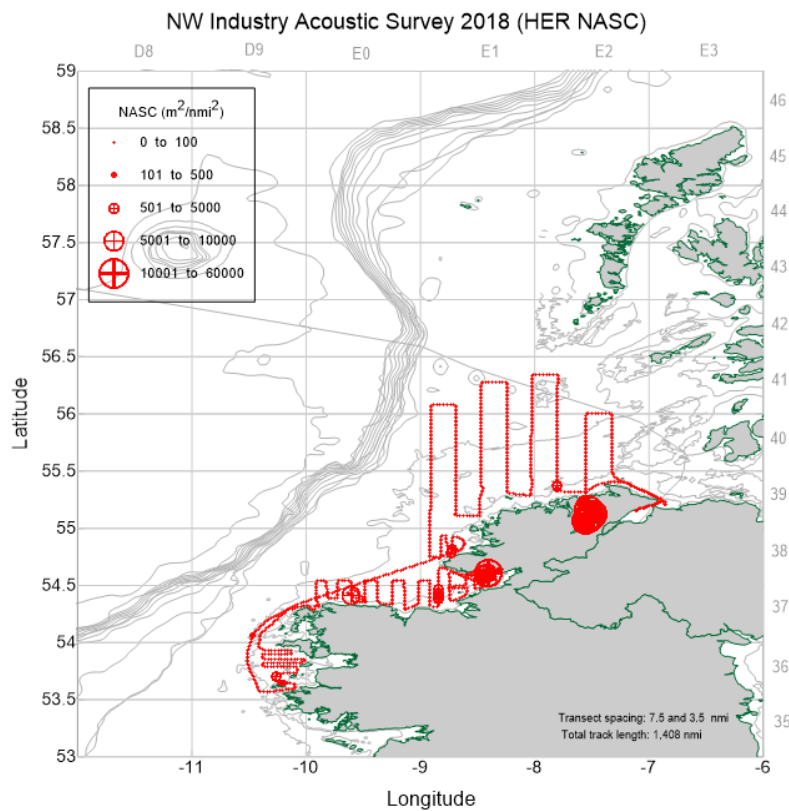 NW Industry Acoustic Survey 2018 (HER NASC)
D8 D9 E0 E1 E2 E3
59
58.5
58
57.5
57
56.5
56
55.5
55
54.5
54
53.5
53
Latitude
NASC (m²/nmi²)
0 to 100
101 to 500
501 to 5000
5001 to 10000
10001 to 60000
46
45
44
43
42
41
40
39
38
37
36
35
Transect spacing: 7.5 and 3.5 nmi
Total track length: 1,408 nmi
-11 -10 -9 -8 -7 -6
Longitude